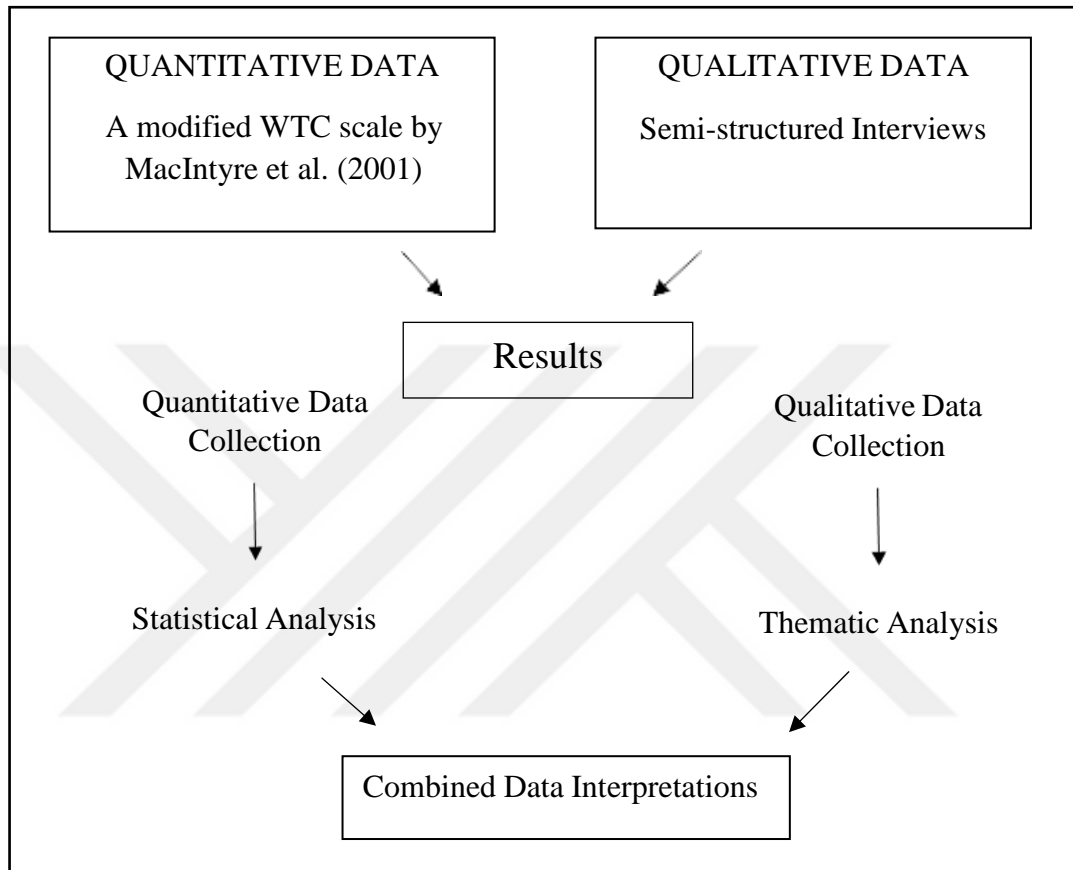 QUANTITATIVE DATA
A modified WTC scale by
MacIntyre et al. (2001)
QUALITATIVE DATA
Semi-structured Interviews
Results
Quantitative Data
Collection
Qualitative Data
Collection
Statistical Analysis
Thematic Analysis
Combined Data Interpretations